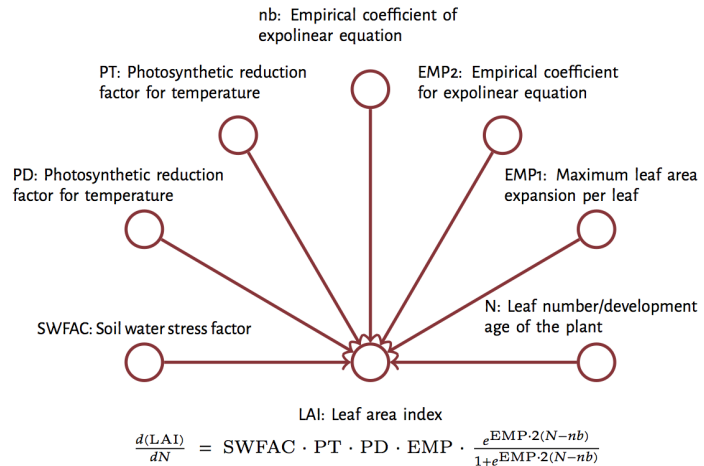 nb: Empirical coefficient of
expolinear equation
PT: Photosynthetic reduction
factor for temperature
EMP2: Empirical coefficient
for expolinear equation
PD: Photosynthetic reduction
factor for temperature
EMP1: Maximum leaf area
expansion per leaf
SWFAC: Soil water stress factor
N: Leaf number/development
age of the plant
LAI: Leaf area index
d(LAI)/dN = SWFAC · PT · PD · EMP · e^EMP·2(N−nb)/1+e^EMP·2(N−nb)